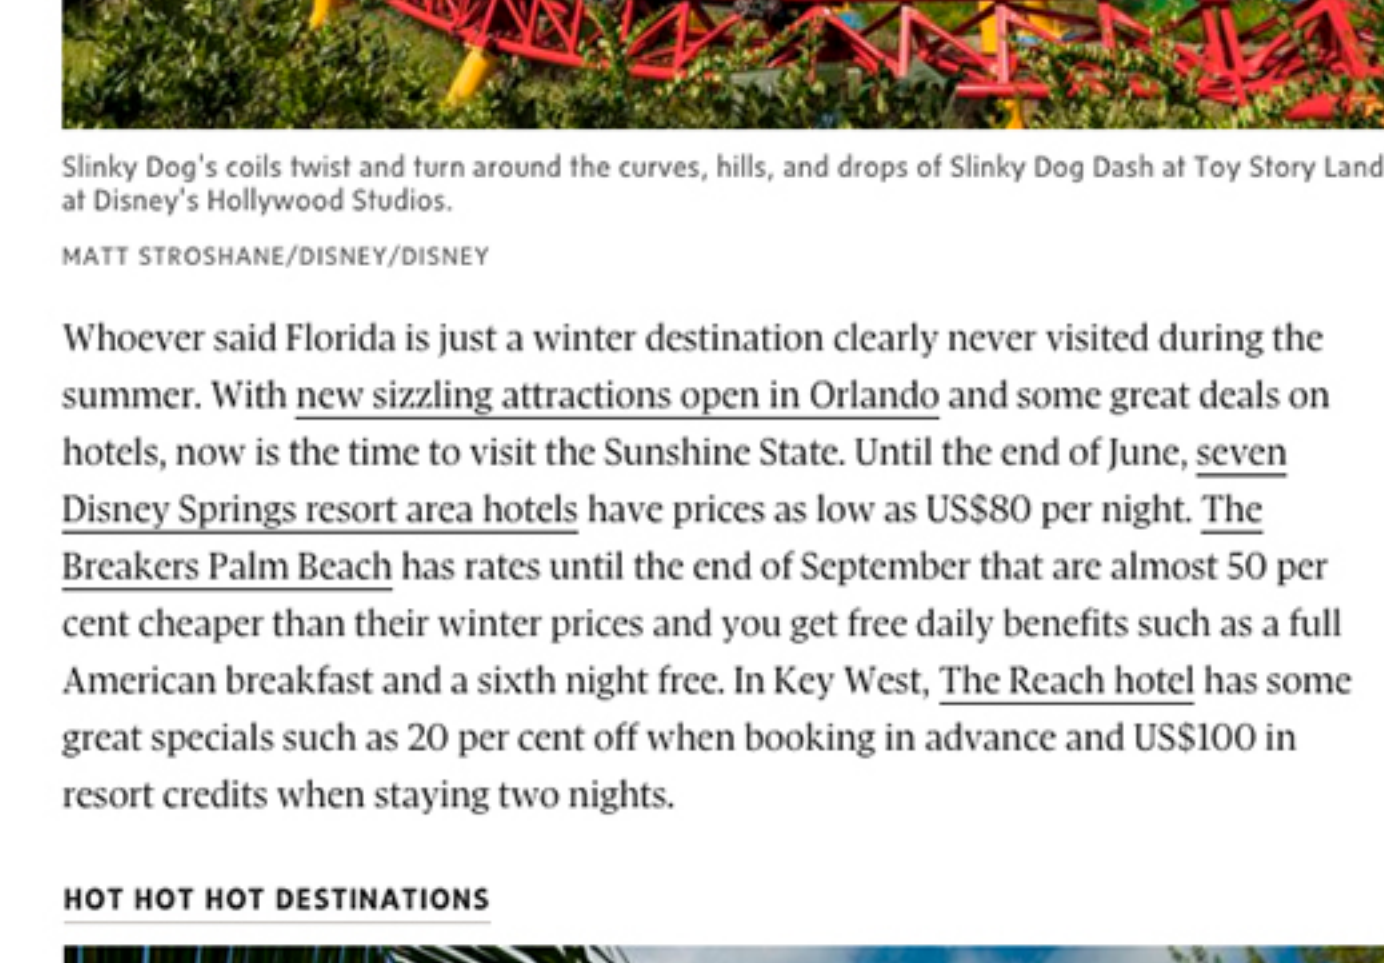 Slinky Dog's coils twist and turn around the curves, hills, and drops of Slinky Dog Dash at Toy Story Land
at Disney's Hollywood Studios.
MATT STROSHANE/DISNEY/DISNEY
Whoever said Florida is just a winter destination clearly never visited during the
summer. With new sizzling attractions open in Orlando and some great deals on
hotels, now is the time to visit the Sunshine State. Until the end of June, seven
Disney Springs resort area hotels have prices as low as US$80 per night. The
Breakers Palm Beach has rates until the end of September that are almost 50 per
cent cheaper than their winter prices and you get free daily benefits such as a full
American breakfast and a sixth night free. In Key West, The Reach hotel has some
great specials such as 20 per cent off when booking in advance and US$100 in
resort credits when staying two nights.
HOT HOT HOT DESTINATIONS